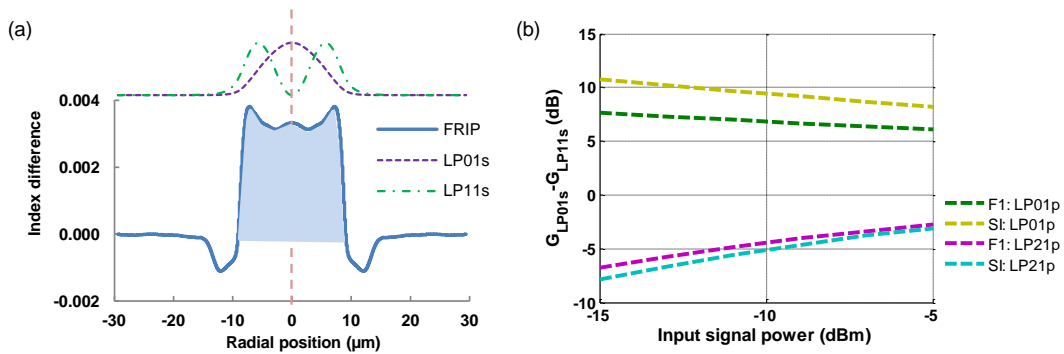 (a)
0.004
0.002
0.000
-0.002
Index difference
-30 -20 -10 0 10 20 30
Radial position (µm)
FRIP
LP01s
LP11s
(b)
15
10
5
0
-5
-10
G_LP01s-G_LP11s (dB)
-15 -10 -5
Input signal power (dBm)
F1: LP01p
SI: LP01p
F1: LP21p
SI: LP21p